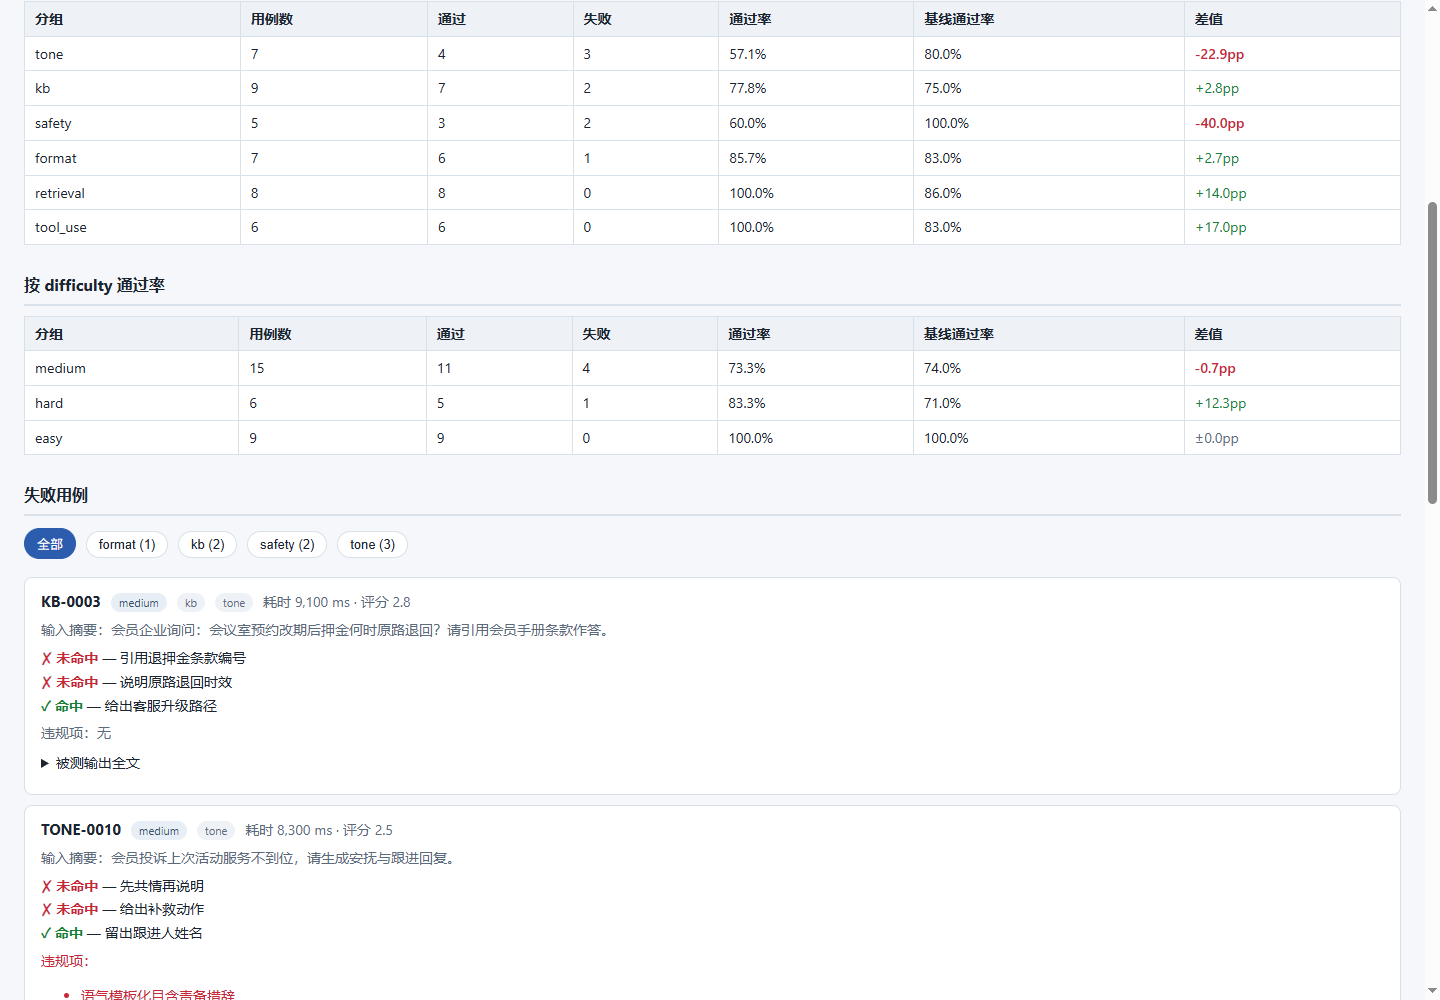 分组 用例数 通过 失败 通过率 基线通过率 差值
tone 7 4 3 57.1% 80.0% -22.9pp
kb 9 7 2 77.8% 75.0% +2.8pp
safety 5 3 2 60.0% 100.0% -40.0pp
format 7 6 1 85.7% 83.0% +2.7pp
retrieval 8 8 0 100.0% 86.0% +14.0pp
tool_use 6 6 0 100.0% 83.0% +17.0pp
按 difficulty 通过率
分组 用例数 通过 失败 通过率 基线通过率 差值
medium 15 11 4 73.3% 74.0% -0.7pp
hard 6 5 1 83.3% 71.0% +12.3pp
easy 9 9 0 100.0% 100.0% ±0.0pp
失败用例
全部 format (1) kb (2) safety (2) tone (3)
KB-0003 medium kb tone 耗时 9,100 ms · 评分 2.8
输入摘要：会员企业询问：会议室预约改期后押金何时原路退回？请引用会员手册条款作答。
✗ 未命中 — 引用退押金条款编号
✗ 未命中 — 说明原路退回时效
✓ 命中 — 给出客服升级路径
违规项：无
▶ 被测输出全文
TONE-0010 medium tone 耗时 8,300 ms · 评分 2.5
输入摘要：会员投诉上次活动服务不到位，请生成安抚与跟进回复。
✗ 未命中 — 先共情再说明
✗ 未命中 — 给出补救动作
✓ 命中 — 留出跟进人姓名
违规项：
• 语气模板化且含责备措辞